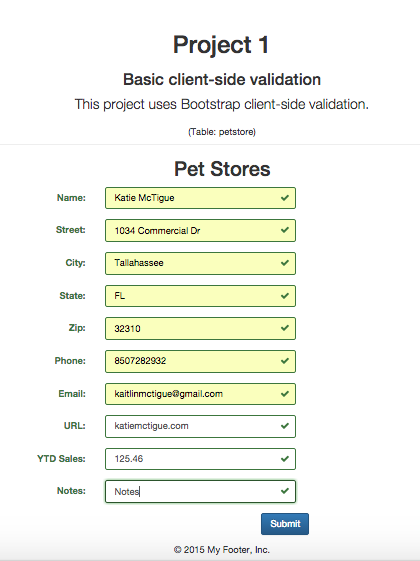 Project 1
Basic client-side validation
This project uses Bootstrap client-side validation.
(Table: petstore)
Pet Stores
Name: Katie McTigue
Street: 1034 Commercial Dr
City: Tallahassee
State: FL
Zip: 32310
Phone: 8507282932
Email: kaitlinmctigue@gmail.com
URL: katiemctigue.com
YTD Sales: 125.46
Notes: Notes
Submit
© 2015 My Footer, Inc.